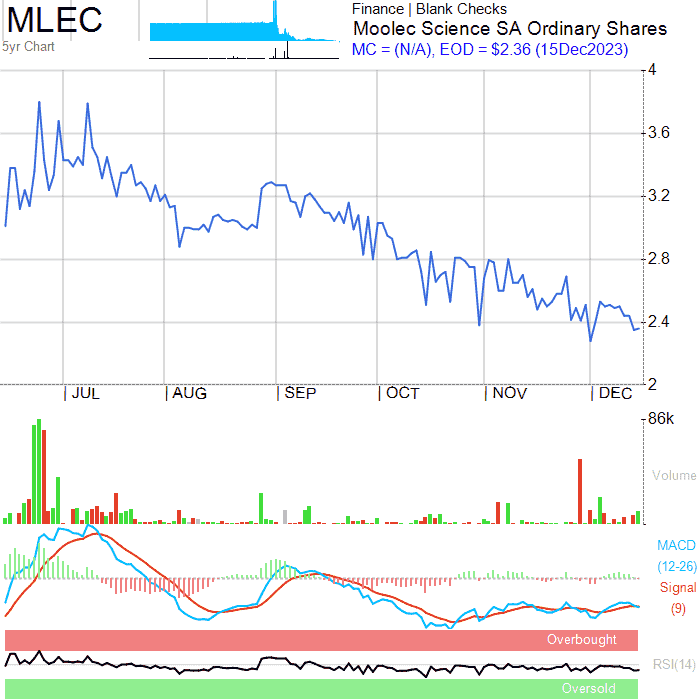 MLEC
5yr Chart
Finance | Blank Checks
Moolec Science SA Ordinary Shares
MC = (N/A), EOD = $2.36 (15Dec2023)
4
3.6
3.2
2.8
2.4
2
JUL
AUG
SEP
OCT
NOV
DEC
86k
Volume
MACD
(12-26)
Signal
(9)
Overbought
RSI(14)
Oversold